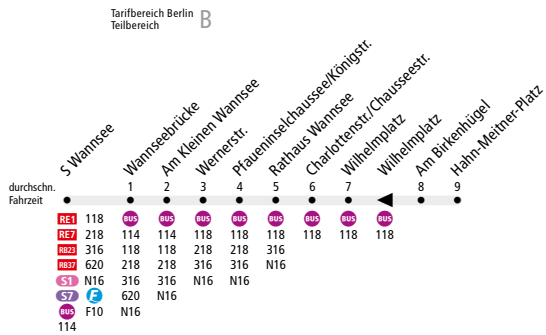 Tarifbereich Berlin
Teilbereich B
S Wannsee
Wannseebrücke
Am Kleinen Wannsee
Wernerstr.
Pfaueninselchaussee/Königstr.
Rathaus Wannsee
Charlottenstr./Chausseestr.
Wilhelmplatz
Wilhelmplatz
Am Birkenhügel
Hahn-Meitner-Platz
durchschn. 1 2 3 4 5 6 7 8 9
Fahrzeit
RE1 118 BUS BUS BUS BUS BUS BUS BUS BUS
RE7 218 114 114 118 118 118 118 118 118
RB23 316 118 118 218 218 316
RB37 620 218 218 316 316 N16
S1 N16 316 316 N16 N16
S7 F 620 N16
BUS F10 N16
114